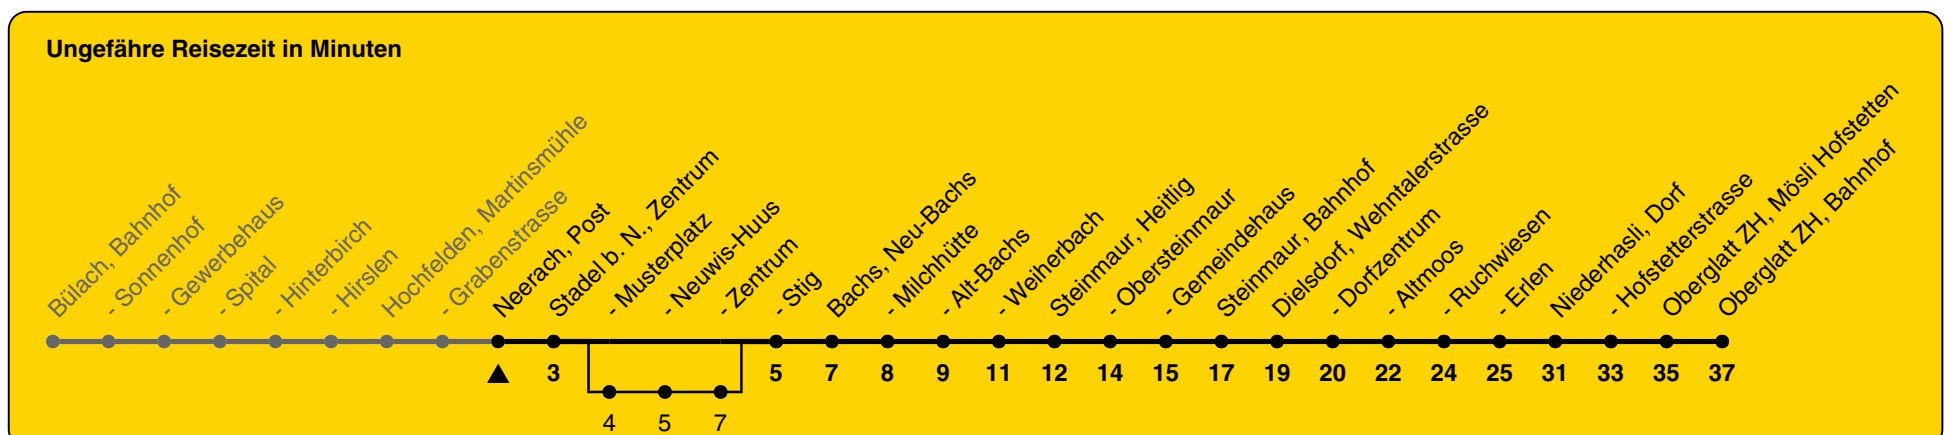 Ungefähre Reisezeit in Minuten
Bülach, Bahnhof
- Sonnenhof
- Gewerbehaus
- Spital
- Hinterbirch
- Hirslen
Hochfelden, Martinsmühle
- Grabenstrasse
Neerach, Post
Stadel b. N., Zentrum
- Musterplatz
- Neuwis-Huus
- Zentrum
- Stig
Bachs, Neu-Bachs
- Milchhütte
- Alt-Bachs
- Weiherbach
Steinmaur, Heitlig
- Obersteinmaur
- Gemeindehaus
Steinmaur, Bahnhof
Dielsdorf, Wehntalerstrasse
- Dorfzentrum
- Altmoos
- Ruchwiesen
- Erlen
Niederhasli, Dorf
- Hofstetterstrasse
Oberglatt ZH, Mösli Hofstetten
Oberglatt ZH, Bahnhof
3 5 7 8 9 11 12 14 15 17 19 20 22 24 25 31 33 35 37
4 5 7